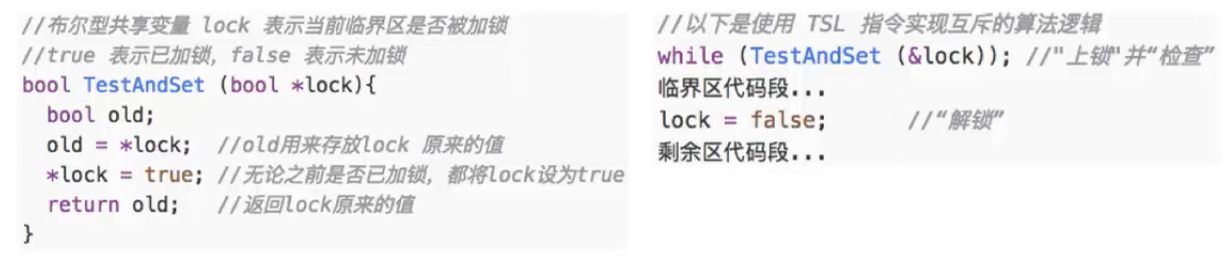 //布尔型共享变量 lock 表示当前临界区是否被加锁
//true 表示已加锁，false 表示未加锁
bool TestAndSet (bool *lock){
  bool old;
  old = *lock;  //old用来存放lock 原来的值
  *lock = true; //无论之前是否已加锁，都将lock设为true
  return old;   //返回lock原来的值
}
//以下是使用 TSL 指令实现互斥的算法逻辑
while (TestAndSet (&lock)); //"上锁"并“检查”
临界区代码段...
lock = false;      //“解锁”
剩余区代码段...